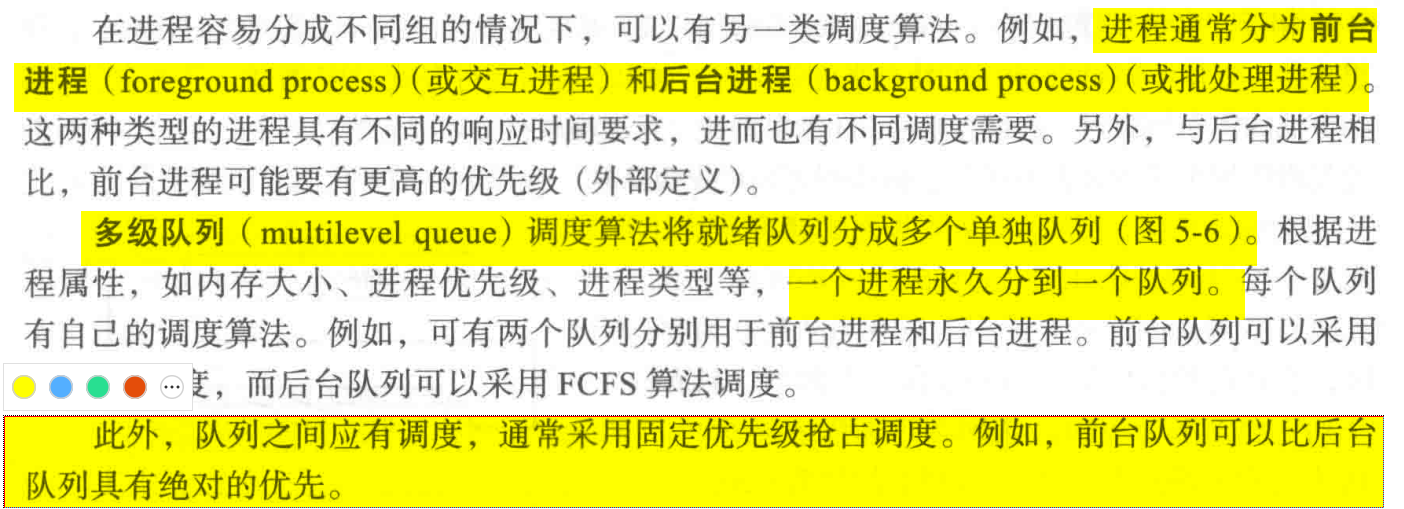 在进程容易分成不同组的情况下，可以有另一类调度算法。例如，进程通常分为前台
进程（foreground process）（或交互进程）和后台进程（background process）（或批处理进程）。
这两种类型的进程具有不同的响应时间要求，进而也有不同调度需要。另外，与后台进程相
比，前台进程可能要有更高的优先级（外部定义）。
多级队列（multilevel queue）调度算法将就绪队列分成多个单独队列（图 5-6）。根据进
程属性，如内存大小、进程优先级、进程类型等，一个进程永久分到一个队列。每个队列
有自己的调度算法。例如，可有两个队列分别用于前台进程和后台进程。前台队列可以采用
度，而后台队列可以采用 FCFS 算法调度。
此外，队列之间应有调度，通常采用固定优先级抢占调度。例如，前台队列可以比后台
队列具有绝对的优先。